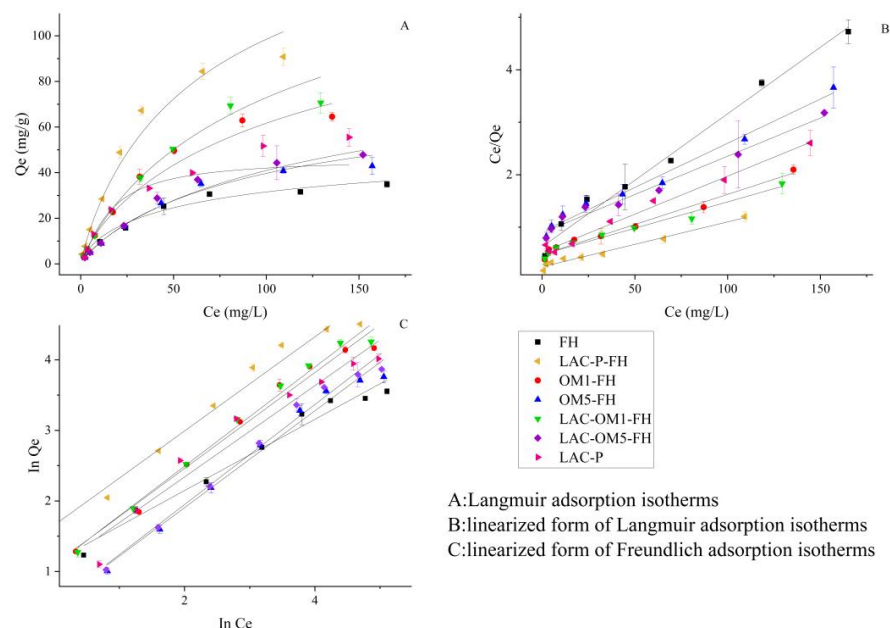 A
100
80
60
40
20
0
Qe (mg/g)
0
50
100
150
Ce (mg/L)
B
4
2
Ce/Qe
0
50
100
150
Ce (mg/L)
C
4
3
2
1
In Qe
2
4
In Ce
FH
LAC-P-FH
OM1-FH
OM5-FH
LAC-OM1-FH
LAC-OM5-FH
LAC-P
A:Langmuir adsorption isotherms
B:linearized form of Langmuir adsorption isotherms
C:linearized form of Freundlich adsorption isotherms